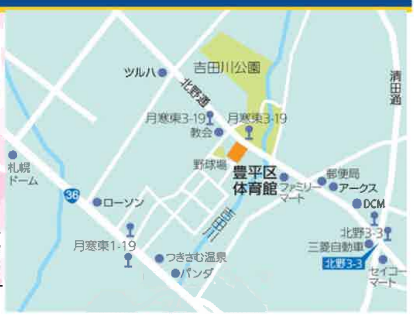 吉田川公園
ツルハ
北野通
清田通
月寒東3-19
月寒東3-19
教会
野球場
豊平区
体育館
ファミリー
マート
郵便局
アークス
DCM
札幌
ドーム
36
ローソン
吉田川
北野3-3
三菱自動車
北野3-3
月寒東1-19
つきさむ温泉
パンダ
セイコー
マート